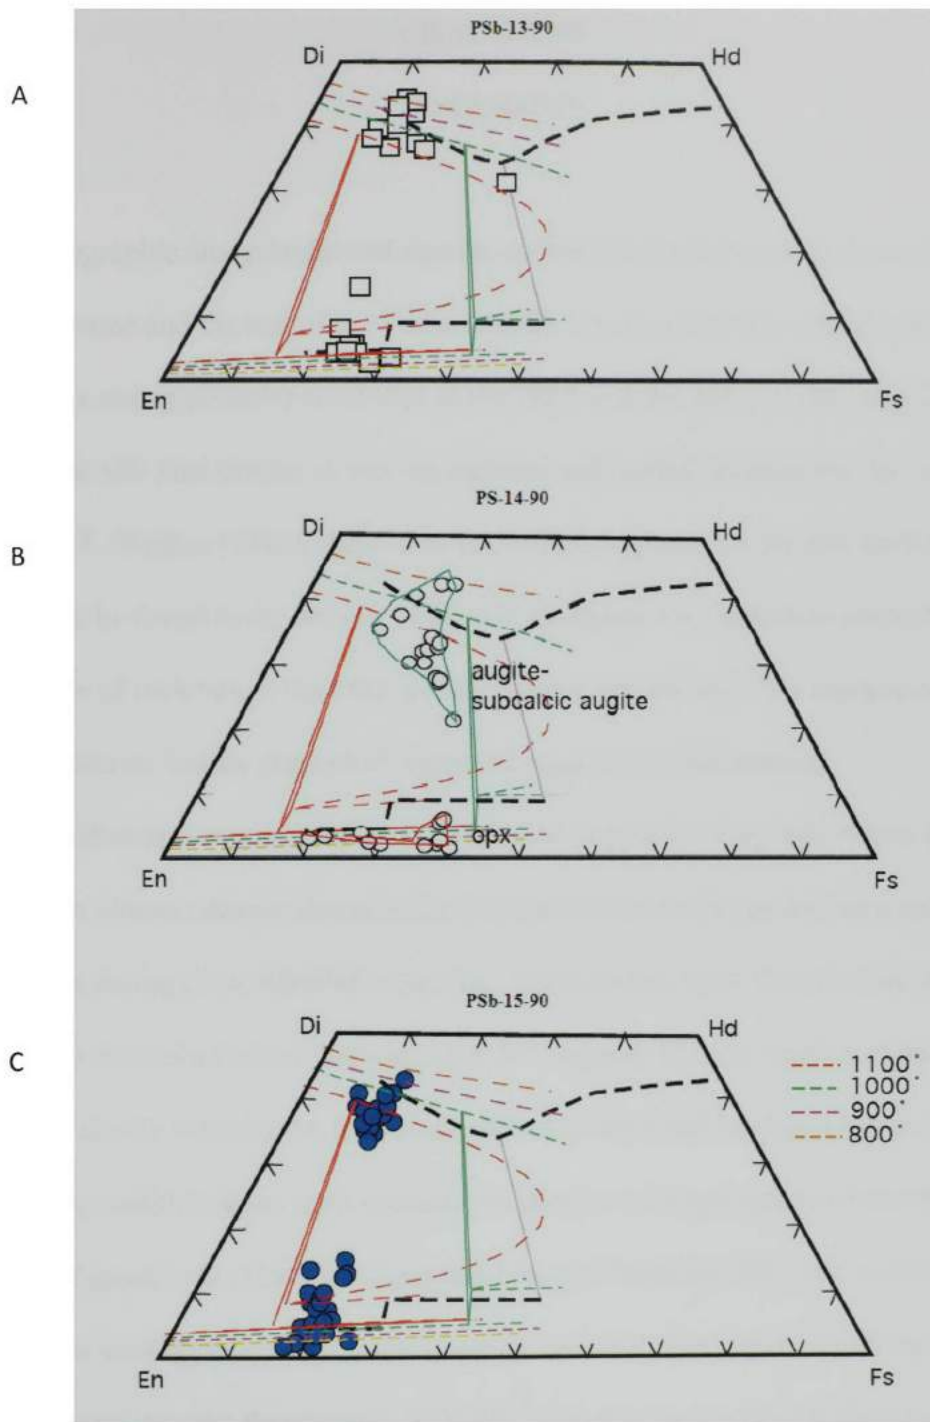 A
PSb-13-90
Di
Hd
En
Fs
B
PS-14-90
Di
Hd
augite-
subcalcic augite
opx
En
Fs
C
PSb-15-90
Di
Hd
1100°
1000°
900°
800°
En
Fs